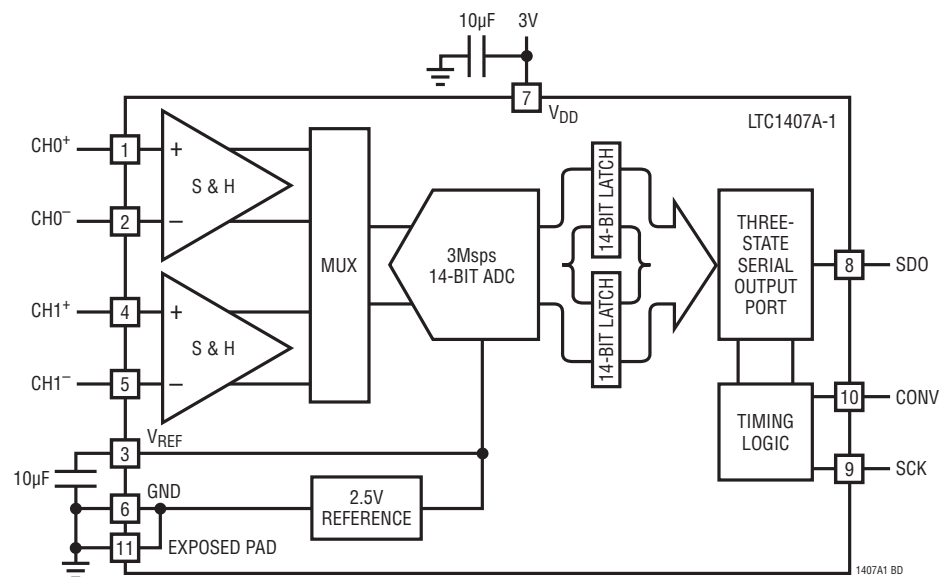 10µF
3V
7
VDD
LTC1407A-1
CH0+
1
+
S & H
CH0–
2
–
CH1+
4
+
S & H
CH1–
5
–
MUX
3Msps
14-BIT ADC
14-BIT LATCH
14-BIT LATCH
THREE-
STATE
SERIAL
OUTPUT
PORT
8
SDO
TIMING
LOGIC
10
CONV
9
SCK
VREF
3
10µF
GND
6
2.5V
REFERENCE
11
EXPOSED PAD
1407A1 BD